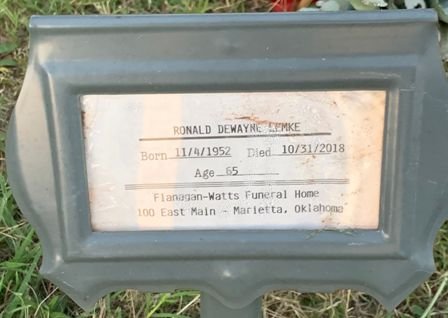 RONALD DEWAYNE LEMKE
Born 11/4/1952 Died 10/31/2018
Age 65
Flanagan-Watts Funeral Home
100 East Main - Marietta, Oklahoma